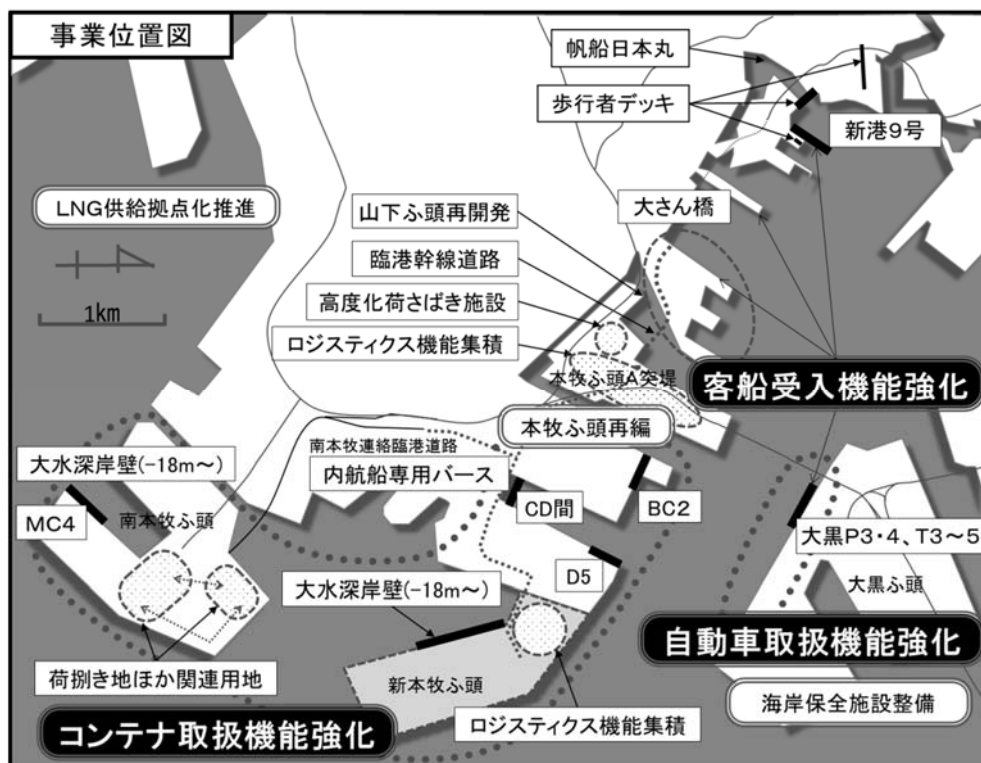 事業位置図
帆船日本丸
歩行者デッキ
新港9号
LNG供給拠点化推進
山下ふ頭再開発
大さん橋
臨港幹線道路
高度化荷さばき施設
1km
ロジスティクス機能集積
本牧ふ頭A突堤
客船受入機能強化
本牧ふ頭再編
南本牧連絡臨港道路
大水深岸壁(-18m～)
内航船専用バース
MC4
南本牧ふ頭
CD間
BC2
大黒P3・4、T3～5
D5
大水深岸壁(-18m～)
大黒ふ頭
自動車取扱機能強化
荷捌き地ほか関連用地
新本牧ふ頭
海岸保全施設整備
コンテナ取扱機能強化
ロジスティクス機能集積